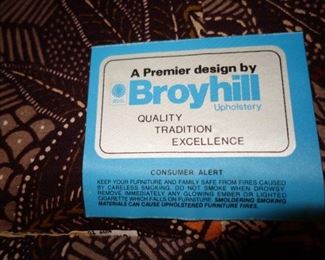 A Premier design by
Broyhill
Upholstery
QUALITY
TRADITION
EXCELLENCE
CONSUMER ALERT
KEEP YOUR FURNITURE AND FAMILY SAFE FROM FIRES CAUSED
BY CARELESS SMOKING. DO NOT SMOKE WHEN DROWSY.
REMOVE IMMEDIATELY ANY GLOWING EMBER OR LIGHTED
CIGARETTE WHICH FALLS ON FURNITURE. SMOLDERING SMOKING
MATERIALS CAN CAUSE UPHOLSTERED FURNITURE FIRES.